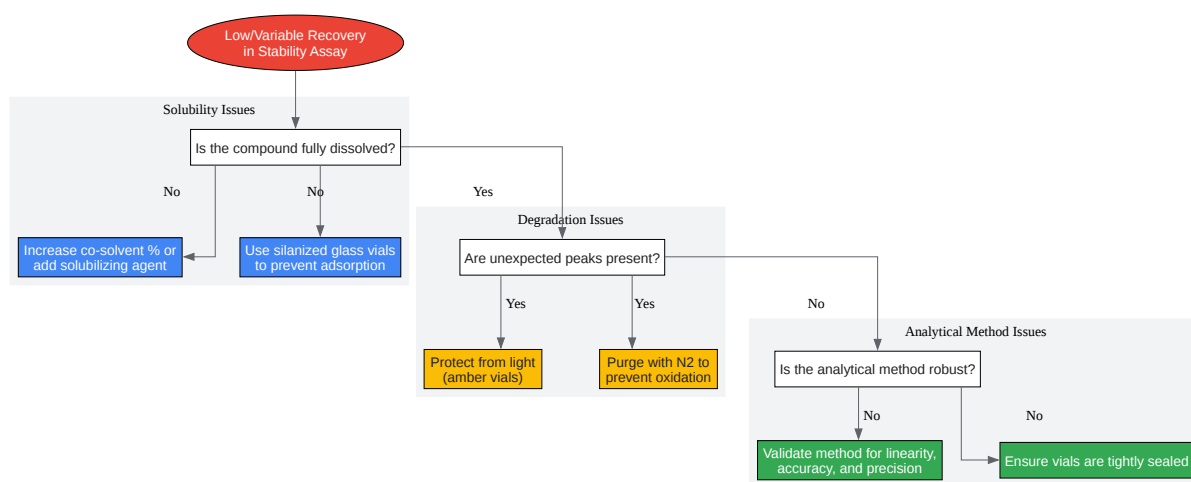 Low/Variable Recovery
in Stability Assay
Solubility Issues
Is the compound fully dissolved?
No
No
Yes
Increase co-solvent % or
add solubilizing agent
Use silanized glass vials
to prevent adsorption
Degradation Issues
Are unexpected peaks present?
Yes
Yes
No
Protect from light
(amber vials)
Purge with N2 to
prevent oxidation
Analytical Method Issues
Is the analytical method robust?
No
No
Validate method for linearity,
accuracy, and precision
Ensure vials are tightly sealed